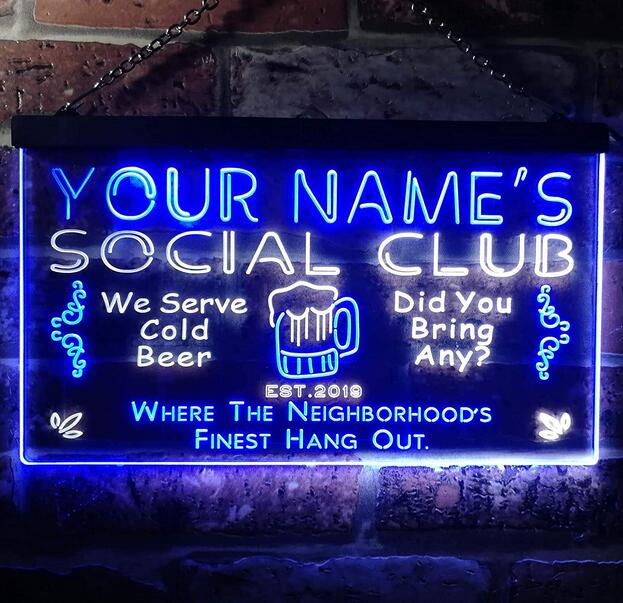 YOUR NAME'S
SOCIAL CLUB
We Serve
Cold
Beer
Did You
Bring
Any?
EST.2019
WHERE THE NEIGHBORHOOD'S
FINEST HANG OUT.